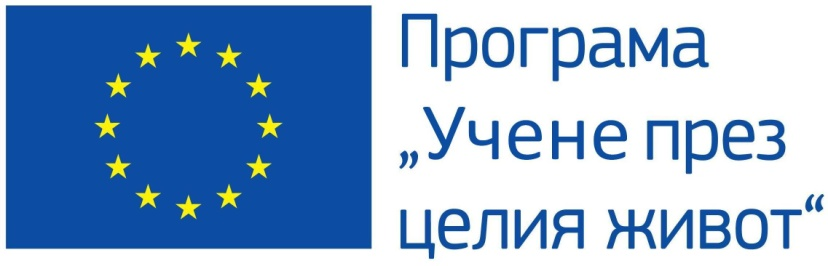 Програма
„Учене през
целия живот“